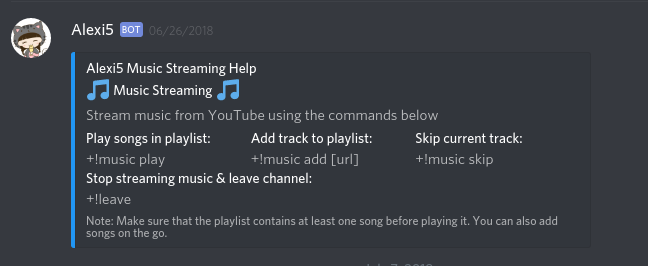 Alexi5 BOT 06/26/2018
Alexi5 Music Streaming Help
🎵 Music Streaming 🎵
Stream music from YouTube using the commands below
Play songs in playlist: Add track to playlist: Skip current track:
+!music play +!music add [url] +!music skip
Stop streaming music & leave channel:
+!leave
Note: Make sure that the playlist contains at least one song before playing it. You can also add
songs on the go.